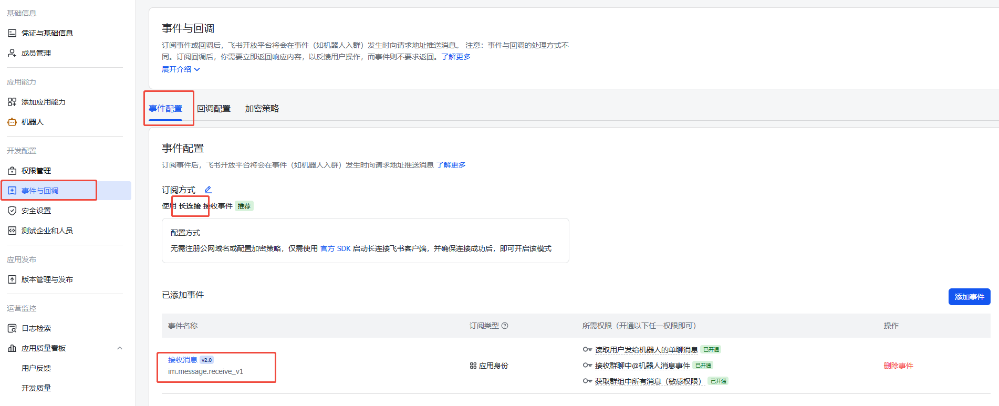 基础信息
凭证与基础信息
成员管理
应用能力
添加应用能力
机器人
开发配置
权限管理
事件与回调
安全设置
测试企业和人员
应用发布
版本管理与发布
运营监控
日志检索
应用质量看板
用户反馈
开发质量
事件与回调
订阅事件或回调后，飞书开放平台将会在事件（如机器人入群）发生时向请求地址推送消息。 注意：事件与回调的处理方式不
同。订阅回调后，你需要立即返回响应内容，以反馈用户操作，而事件则不要求返回。了解更多
展开介绍
事件配置 回调配置 加密策略
事件配置
订阅事件后，飞书开放平台将会在事件（如机器人入群）发生时向请求地址推送消息 了解更多
订阅方式
使用 长连接 接收事件 推荐
配置方式
无需注册公网域名或配置加密策略，仅需使用 官方 SDK 启动长连接飞书客户端，并确保连接成功后，即可开启该模式
已添加事件
添加事件
事件名称 订阅类型 所需权限（开通以下任一权限即可） 操作
接收消息 v2.0
im.message.receive_v1
应用身份
读取用户发给机器人的单聊消息 已开通
接收群聊中@机器人消息事件 已开通
获取群组中所有消息（敏感权限） 已开通
删除事件